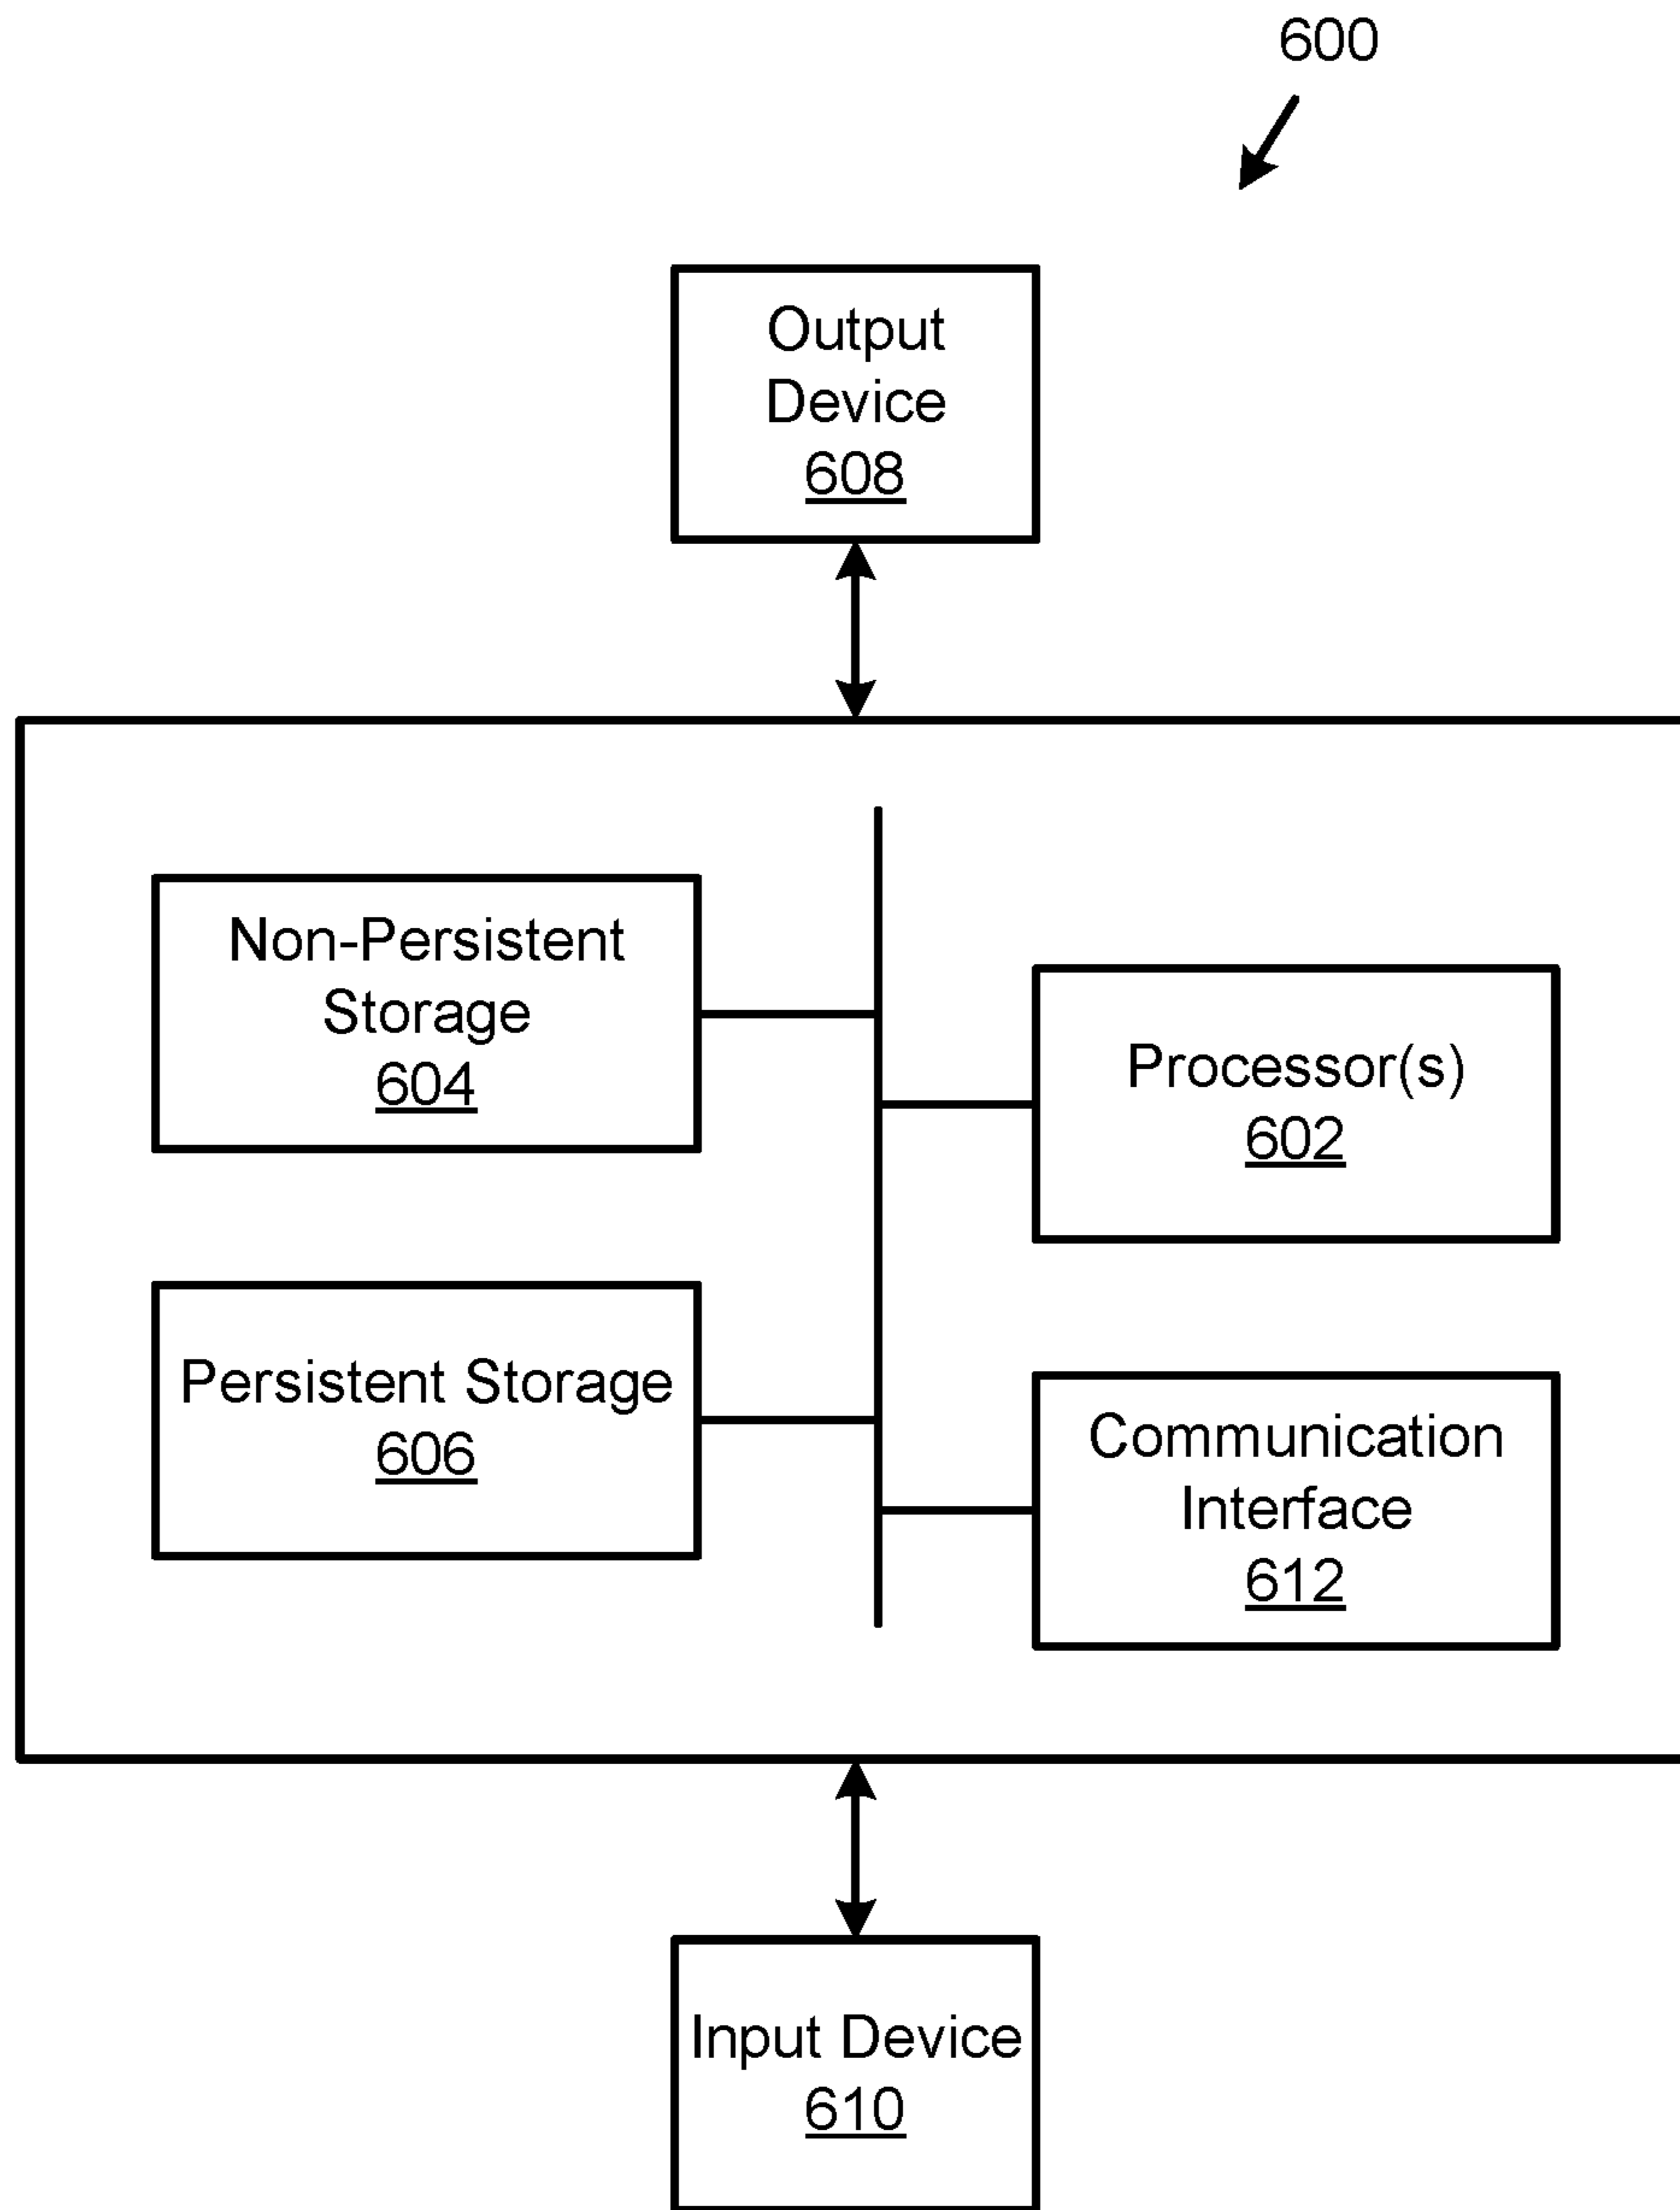 600
Output
Device
608
Non-Persistent
Storage
604
Processor(s)
602
Persistent Storage
606
Communication
Interface
612
Input Device
610